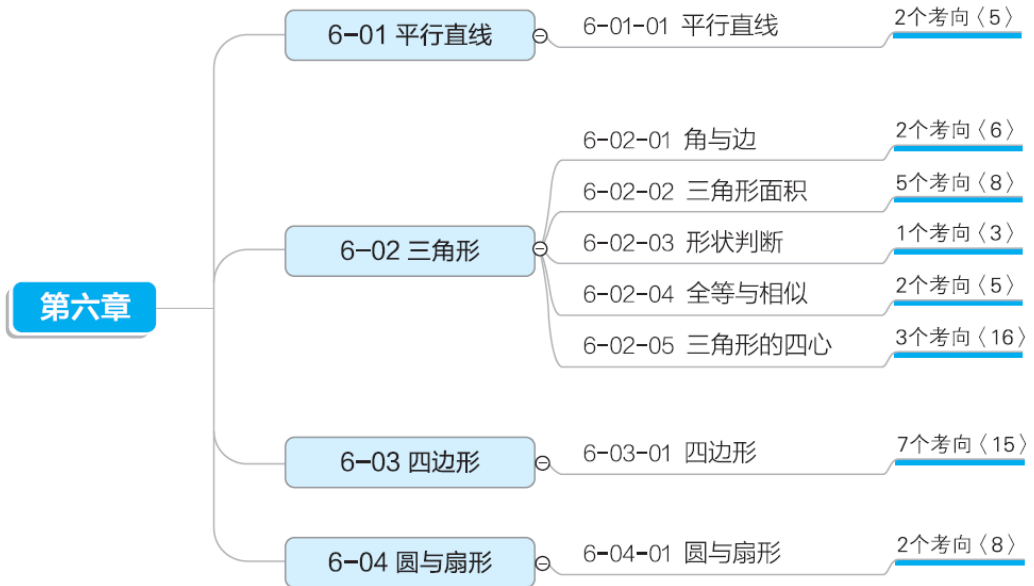 第六章
6-01 平行直线
6-01-01 平行直线
2个考向〈5〉
6-02 三角形
6-02-01 角与边
2个考向〈6〉
6-02-02 三角形面积
5个考向〈8〉
6-02-03 形状判断
1个考向〈3〉
6-02-04 全等与相似
2个考向〈5〉
6-02-05 三角形的四心
3个考向〈16〉
6-03 四边形
6-03-01 四边形
7个考向〈15〉
6-04 圆与扇形
6-04-01 圆与扇形
2个考向〈8〉